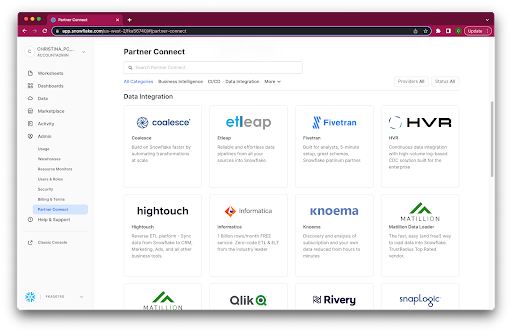 Partner Connect
app.snowflake.com/us-west-2/fka56740/#/partner-connect
Update
C
CHRISTINA_PC_...
ACCOUNTADMIN
Worksheets
Dashboards
Data
Marketplace
Activity
Admin
Usage
Warehouses
Resource Monitors
Users & Roles
Security
Billing & Terms
Partner Connect
Help & Support
Classic Console
Partner Connect
Search Partner Connect
All Categories Business Intelligence CI/CD Data Integration More
Providers All Status All
Data Integration
coalesce
Coalesce
Build on Snowflake faster by
automating transformations
at scale
etleap
Etleap
Reliable and effortless data
pipelines from all your
sources into Snowflake.
Fivetran
Fivetran
Built for analysts, 5-minute
setup, great schemas,
Snowflake platinum partner
HVR
HVR
Continuous data integration
with high-volume log-based
CDC solution built for the
enterprise
hightouch
Hightouch
Reverse ETL platform - Sync
data from Snowflake to CRM,
Marketing, Ads, and all other
business tools.
Informatica
Informatica
1 Billion rows/month FREE
service. Zero-code ETL & ELT
from the industry leader
KNOEMA
Knoema
Discovery and analysis of
subscription and your own
data reduced from hours to
minutes
MATILLION
Matillion Data Loader
The fast, easy (and free!) way
to load data into Snowflake.
TrustRadius Top Rated
vendor.
MATILLION
Qlik
Rivery
snapLogic